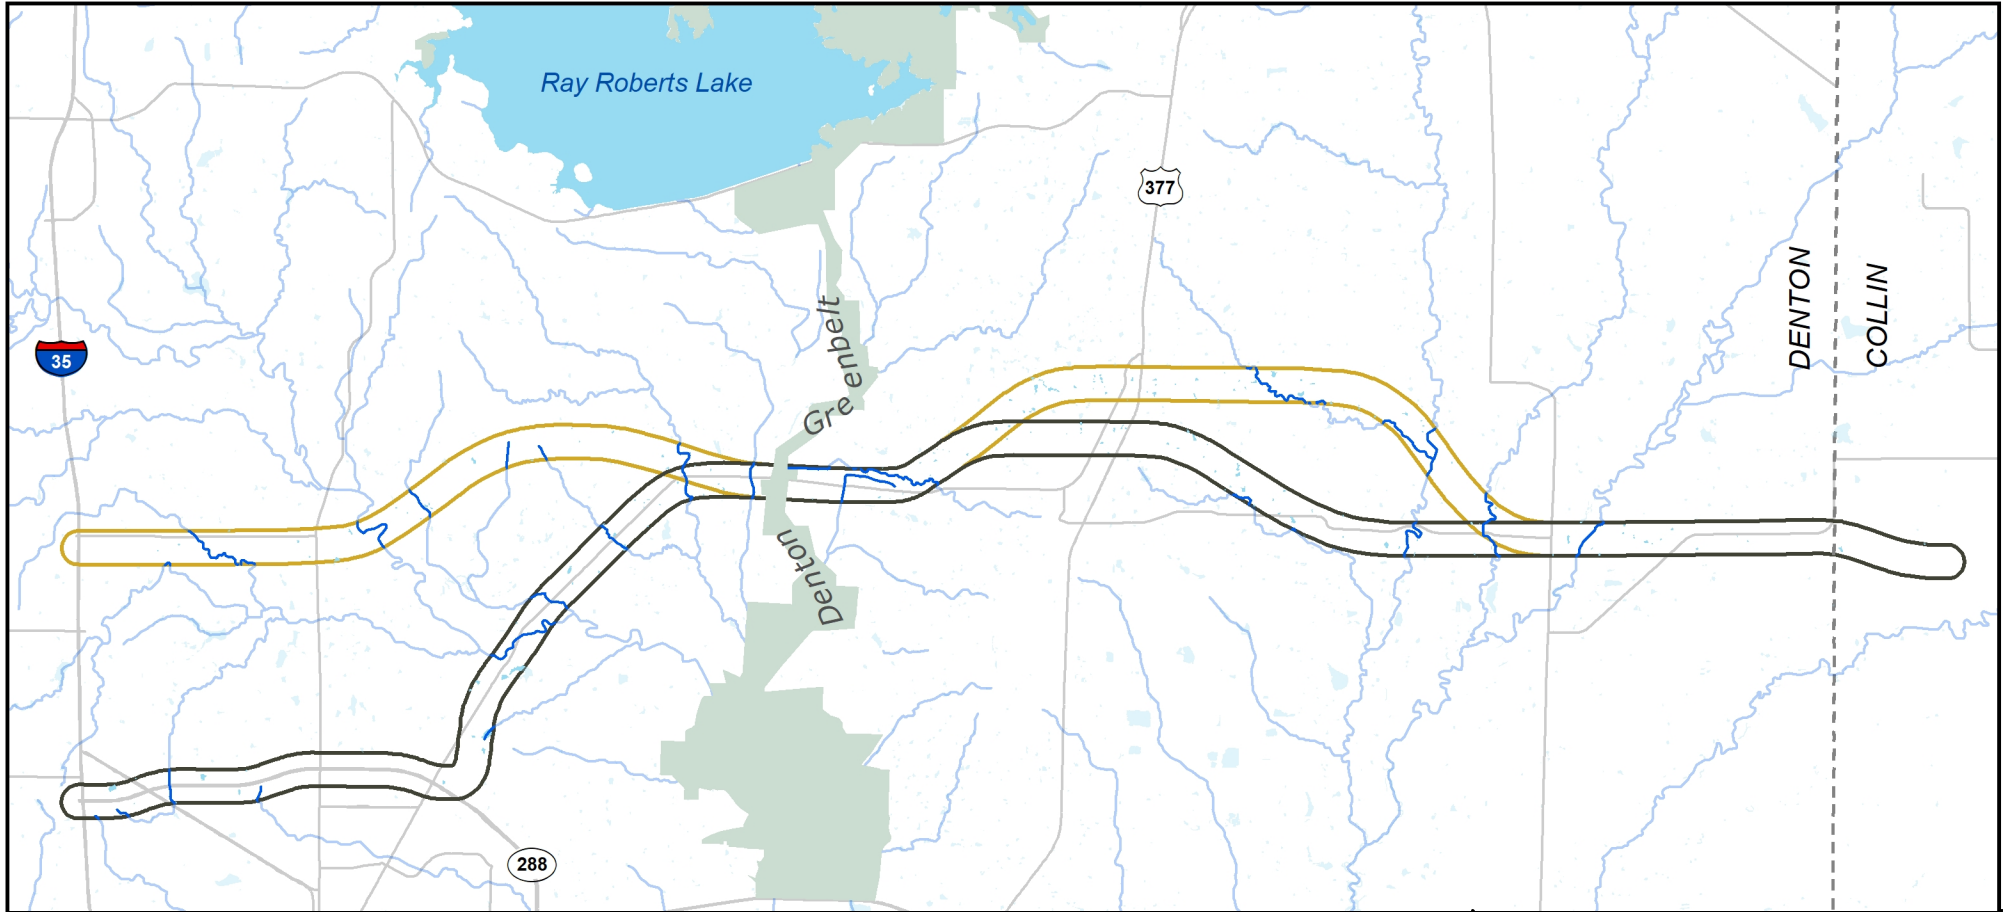 Ray Roberts Lake
377
DENTON
COLLIN
35
Greenbelt
Denton
288